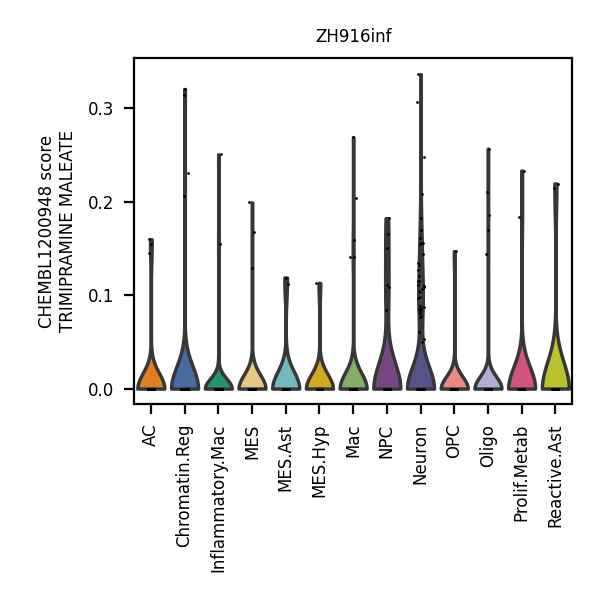 ZH916inf
CHEMBL1200948 score
TRIMIPRAMINE MALEATE
0.3
0.2
0.1
0.0
AC
Chromatin.Reg
Inflammatory.Mac
MES
MES.Ast
MES.Hyp
Mac
NPC
Neuron
OPC
Oligo
Prolif.Metab
Reactive.Ast